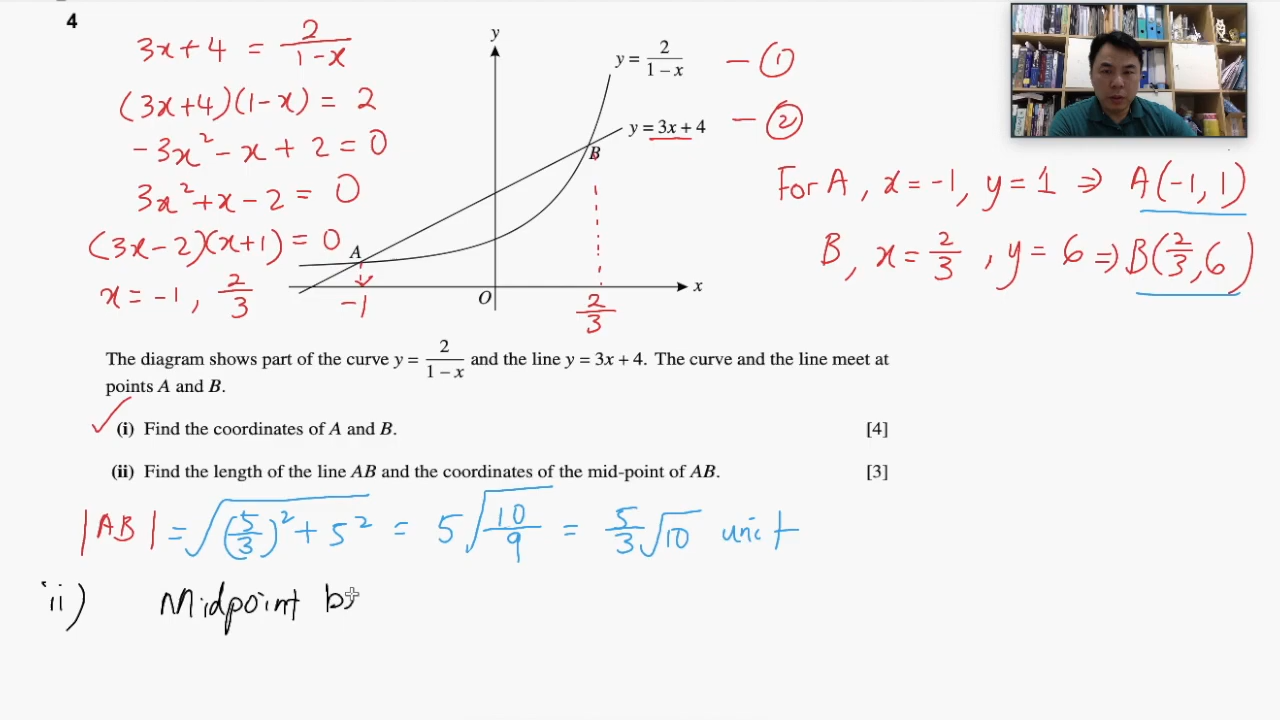 4
3x + 4 = 2/(1-x)
(3x+4)(1-x) = 2
-3x² - x + 2 = 0
3x² + x - 2 = 0
(3x-2)(x+1) = 0
x = -1, 2/3
y
y = 2/(1 − x) - ①
y = 3x + 4 - ②
B
A
-1
O
2/3
x
For A, x = -1, y = 1 ⇒ A(-1, 1)
B, x = 2/3, y = 6 ⇒ B(2/3, 6)
The diagram shows part of the curve y = 2/(1 − x) and the line y = 3x + 4. The curve and the line meet at
points A and B.
(i) Find the coordinates of A and B. [4]
(ii) Find the length of the line AB and the coordinates of the mid-point of AB. [3]
|AB| = √((5/3)² + 5²) = 5√(10/9) = 5/3 √10 unit
ii) Midpoint